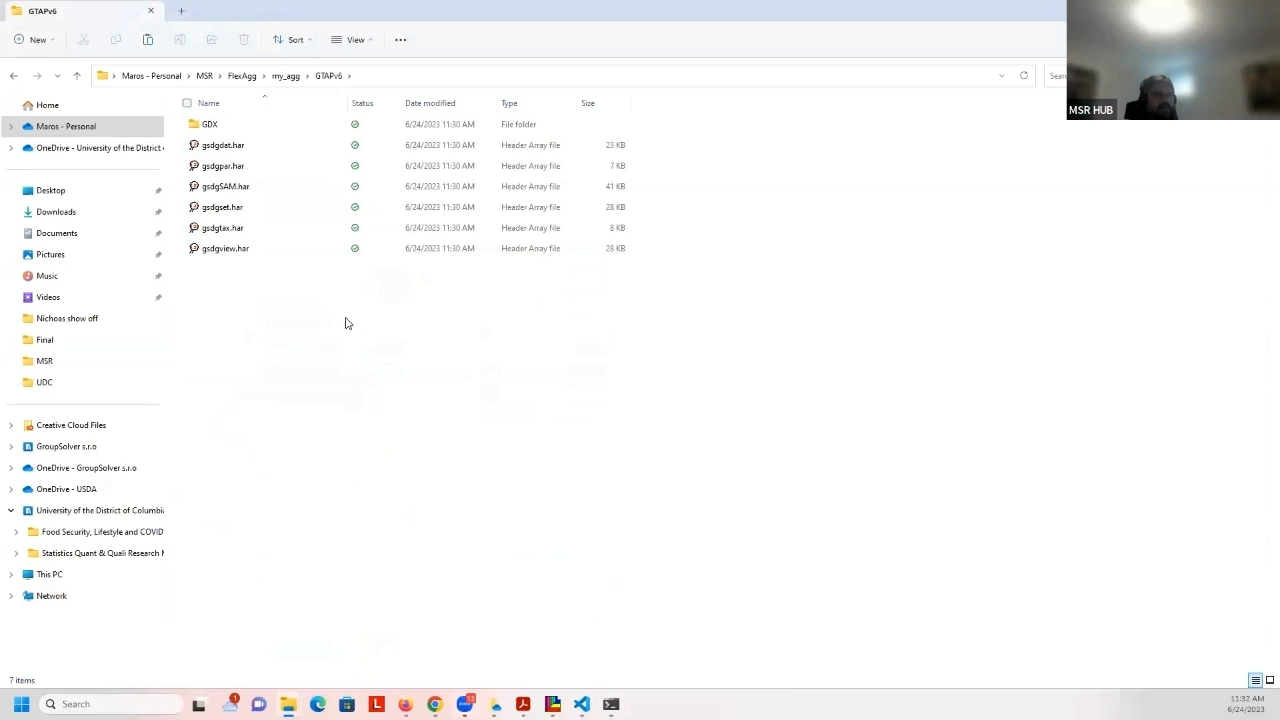 GTAPv6
New
Sort
View
Maros - Personal
MSR
FlexAgg
my_agg
GTAPv6
Name
Status
Date modified
Type
Size
GDX
6/24/2023 11:30 AM
File folder
gsdgdat.har
6/24/2023 11:30 AM
Header Array file
23 KB
gsdgpar.har
6/24/2023 11:30 AM
Header Array file
7 KB
gsdgSAM.har
6/24/2023 11:30 AM
Header Array file
41 KB
gsdgset.har
6/24/2023 11:30 AM
Header Array file
28 KB
gsdgtax.har
6/24/2023 11:30 AM
Header Array file
8 KB
gsdgview.har
6/24/2023 11:30 AM
Header Array file
28 KB
Home
Maros - Personal
OneDrive - University of the District
Desktop
Downloads
Documents
Pictures
Music
Videos
Nichoas show off
Final
MSR
UDC
Creative Cloud Files
GroupSolver s.r.o
OneDrive - GroupSolver s.r.o
OneDrive - USDA
University of the District of Columbi
Food Security, Lifestyle and COVID
Statistics Quant & Quali Research
This PC
Network
7 items
MSR HUB
Search
1
13
11:32 AM
6/24/2023